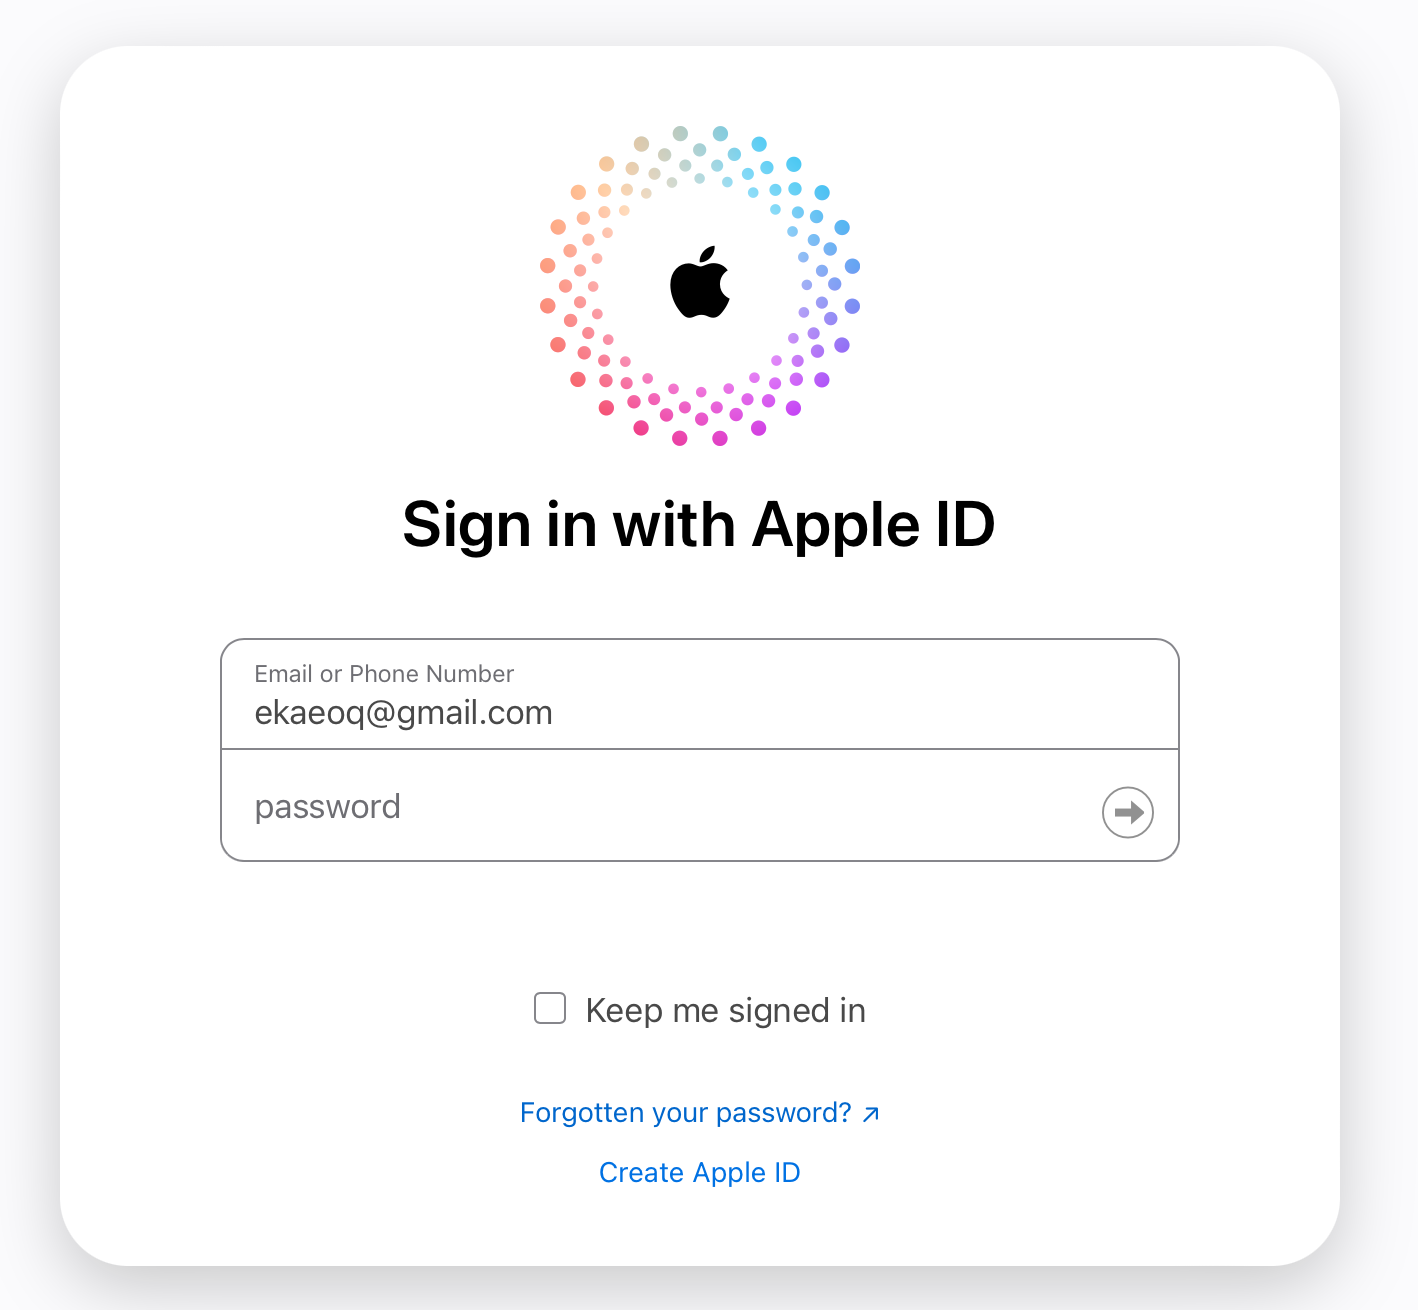 Sign in with Apple ID
Email or Phone Number
ekaeoq@gmail.com
password
Keep me signed in
Forgotten your password? ↗
Create Apple ID